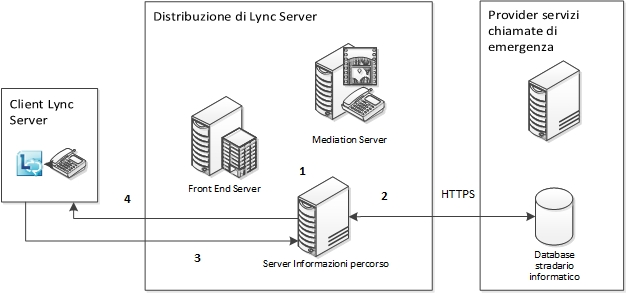 Distribuzione di Lync Server
Provider servizi
chiamate di
emergenza
Client Lync
Server
Mediation Server
Front End Server
1
2
HTTPS
4
3
Server Informazioni percorso
Database
stradario
informatico